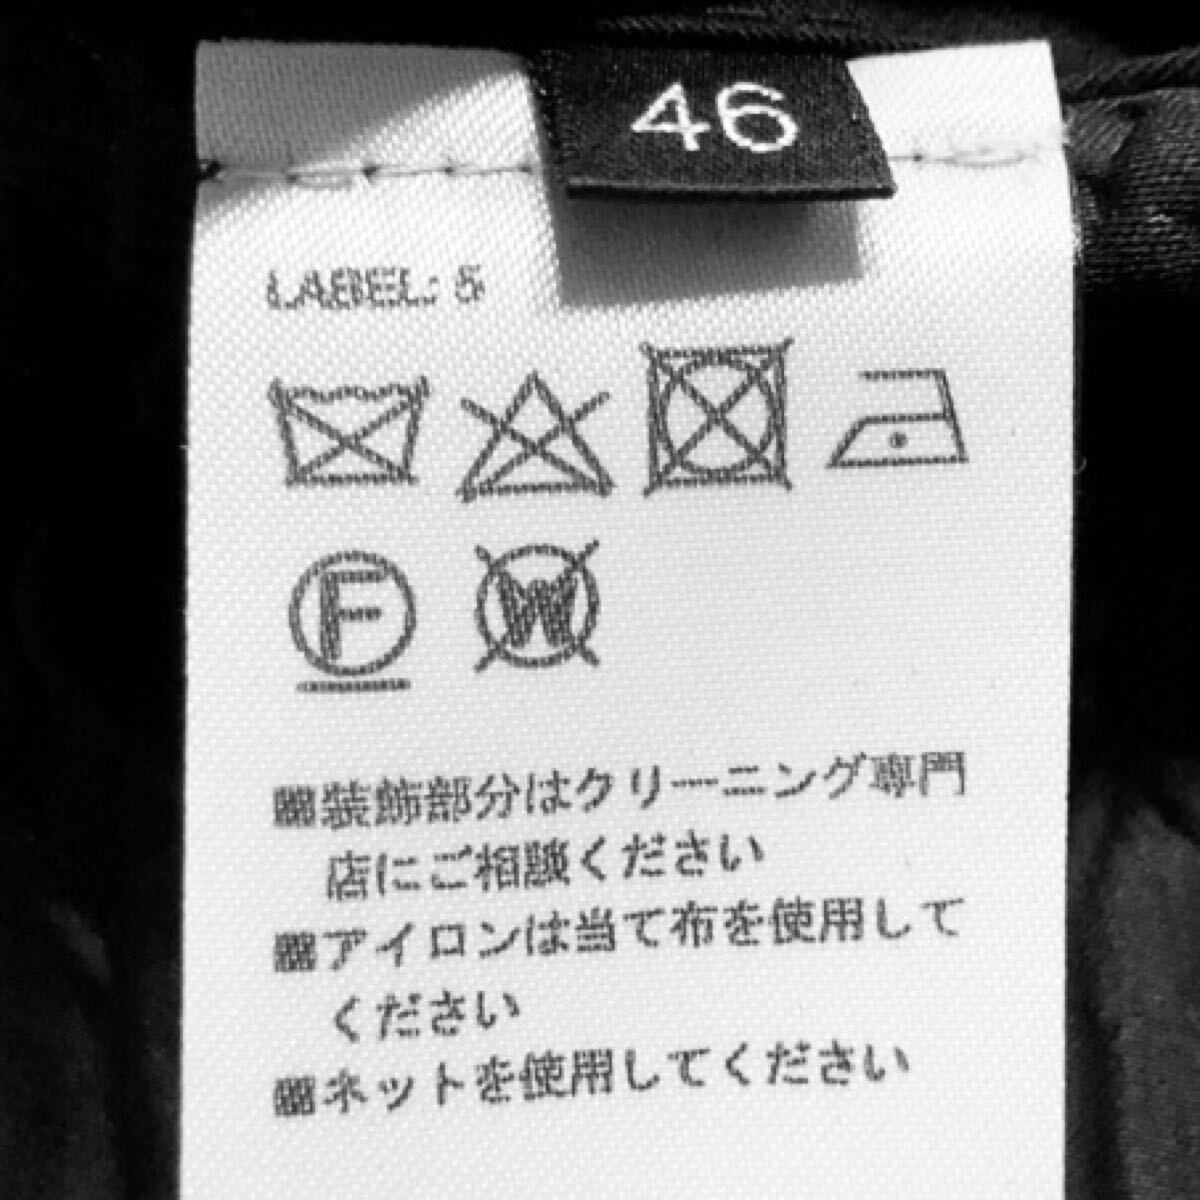 46
LABEL: 5
F
W
■装飾部分はクリーニング専門
店にご相談ください
■アイロンは当て布を使用して
ください
■ネットを使用してください